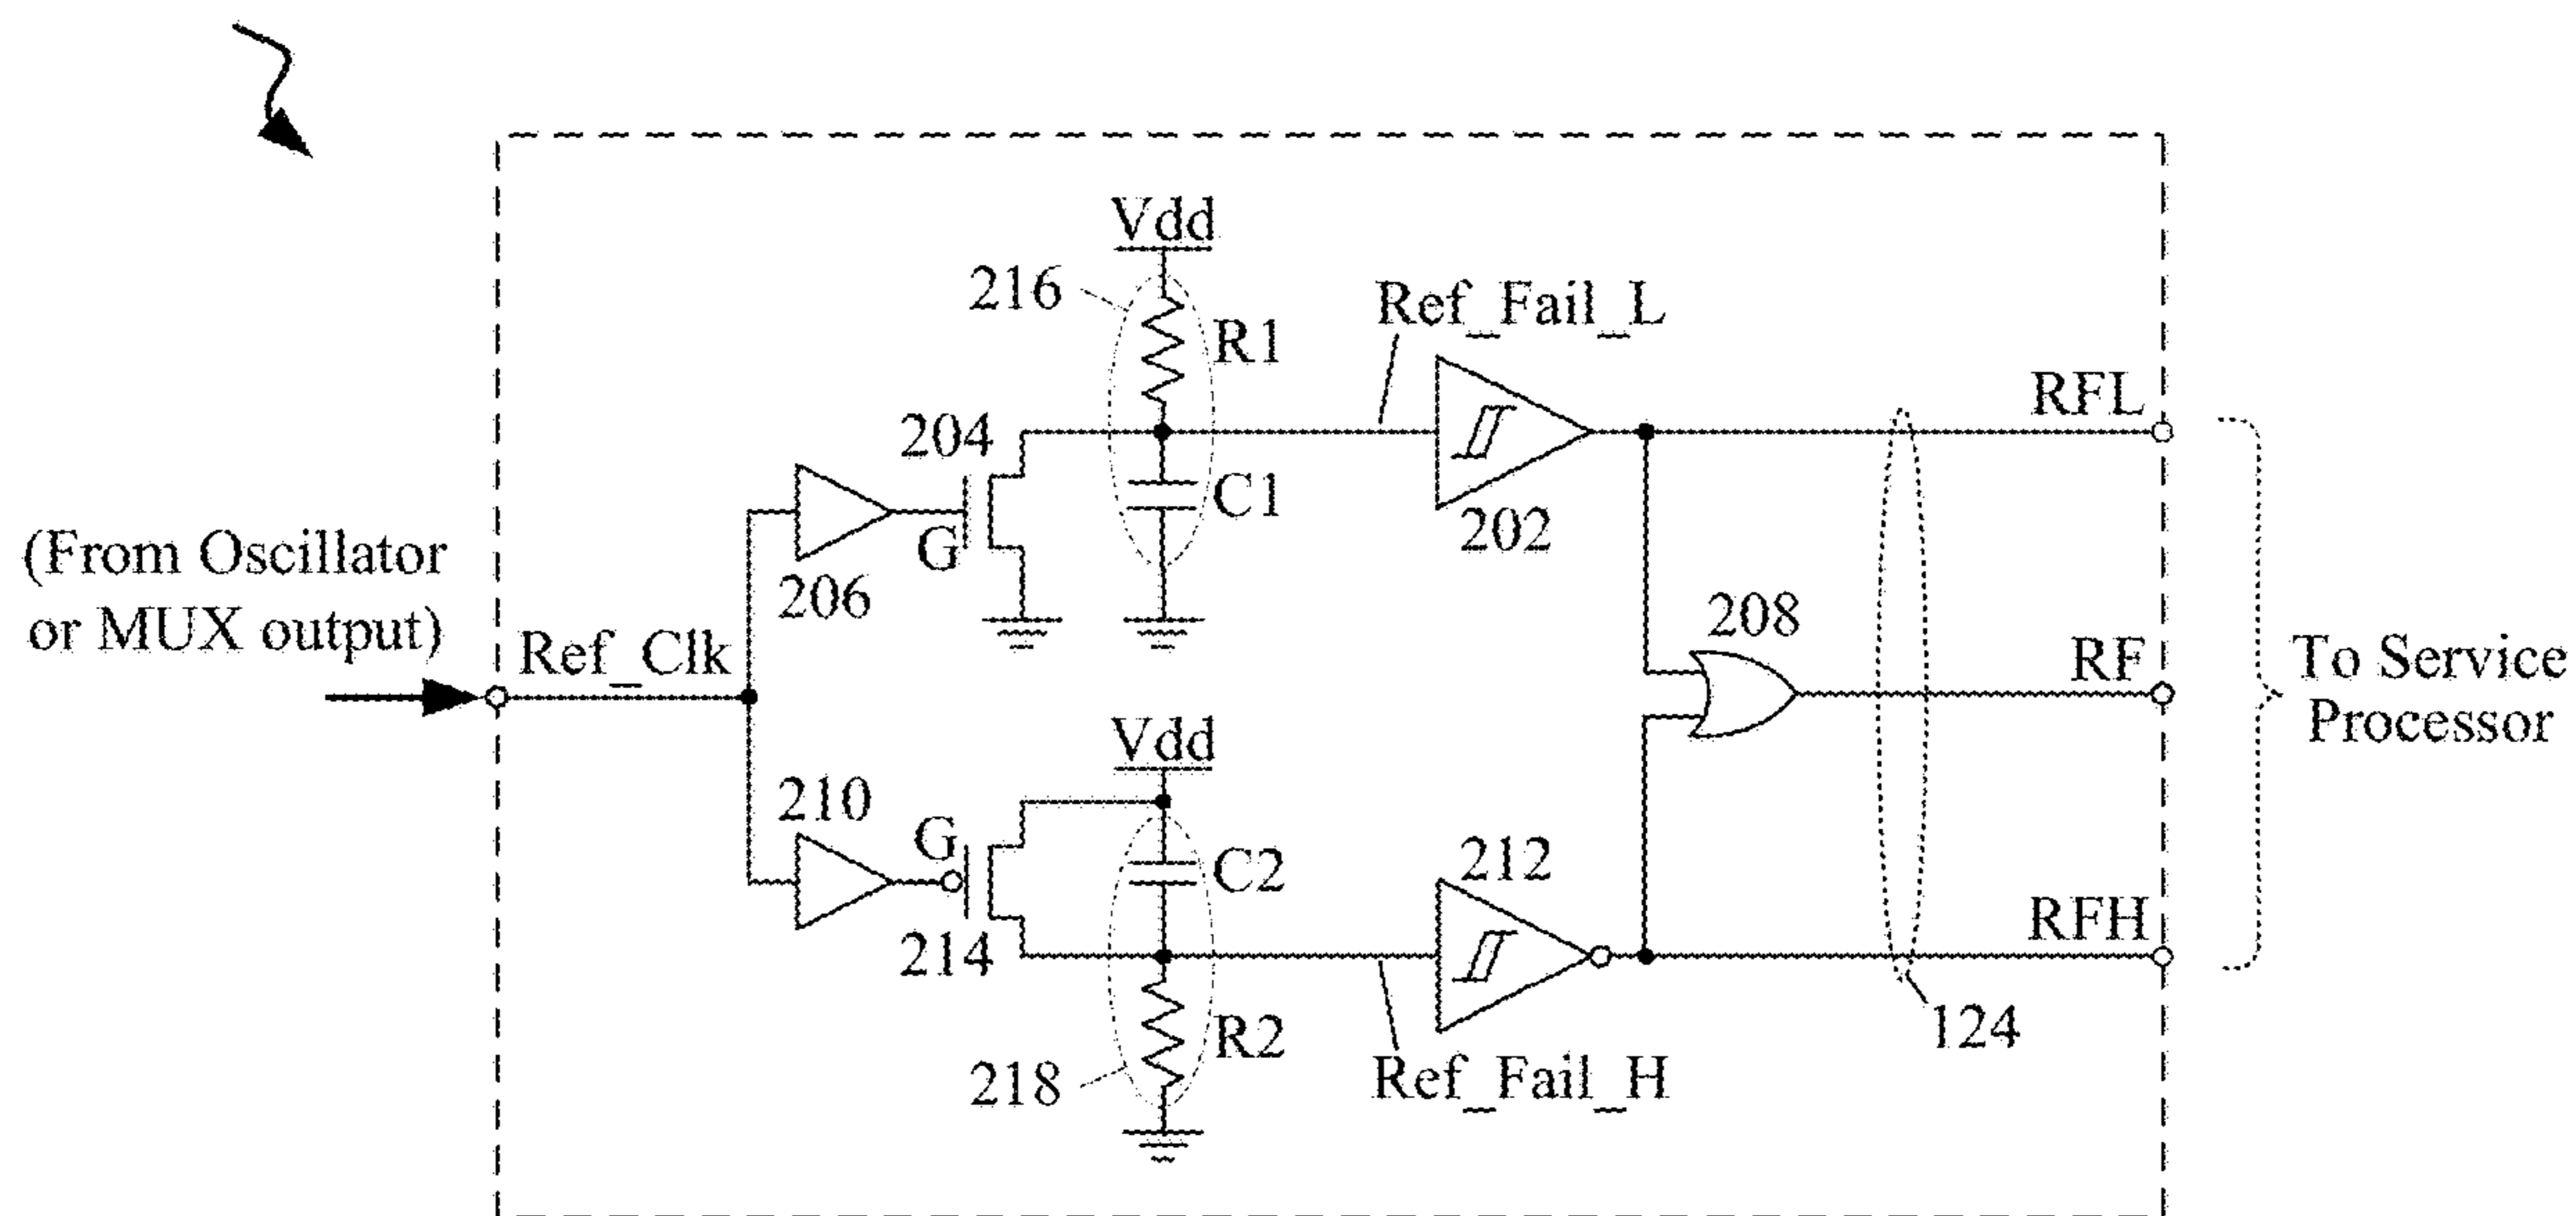 Vdd
216
R1
Ref_Fail_L
RFL
204
C1
G
202
206
(From Oscillator
or MUX output)
Ref_Clk
208
RF
To Service
Processor
Vdd
210
G
C2
212
214
RFH
R2
218
Ref_Fail_H
124